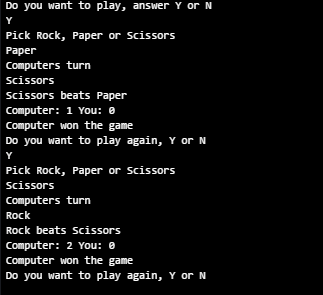 Do you want to play, answer Y or N
Y
Pick Rock, Paper or Scissors
Paper
Computers turn
Scissors
Scissors beats Paper
Computer: 1 You: 0
Computer won the game
Do you want to play again, Y or N
Y
Pick Rock, Paper or Scissors
Scissors
Computers turn
Rock
Rock beats Scissors
Computer: 2 You: 0
Computer won the game
Do you want to play again, Y or N